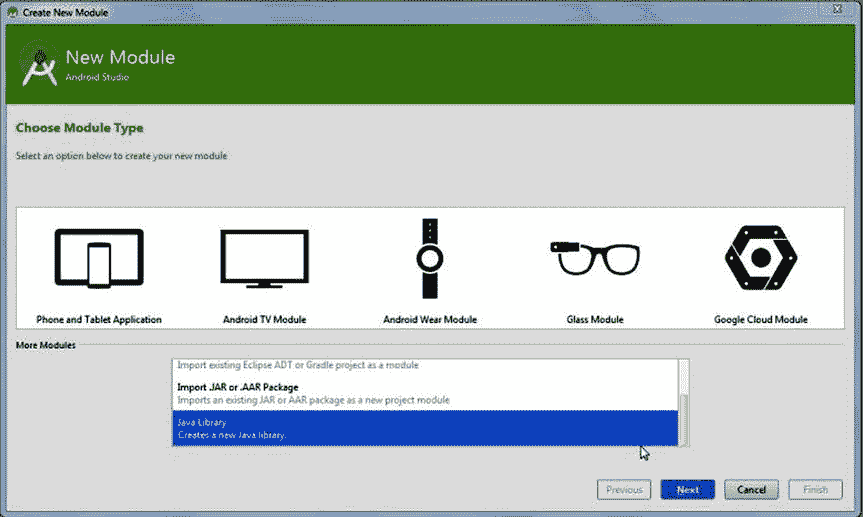 Create New Module
New Module
Android Studio
Choose Module Type
Select an option below to create your new module
Phone and Tablet Application
Android TV Module
Android Wear Module
Glass Module
Google Cloud Module
More Modules
Import existing Eclipse ADT or Gradle project as a module
Import .JAR or .AAR Package
Imports an existing JAR or AAR package as a new project module
Java Library
Creates a new Java library.
Previous
Next
Cancel
Finish